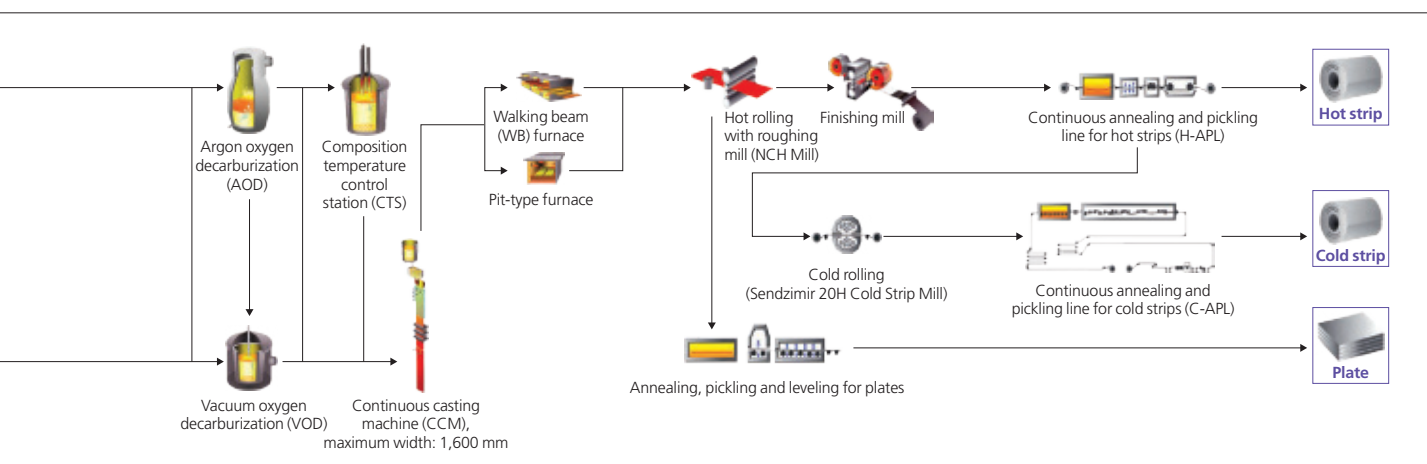 Argon oxygen
decarburization
(AOD)
Composition
temperature
control
station (CTS)
Walking beam
(WB) furnace
Pit-type furnace
Hot rolling
with roughing
mill (NCH Mill)
Finishing mill
Continuous annealing and pickling
line for hot strips (H-APL)
Hot strip
Cold rolling
(Sendzimir 20H Cold Strip Mill)
Continuous annealing and
pickling line for cold strips (C-APL)
Cold strip
Annealing, pickling and leveling for plates
Plate
Vacuum oxygen
decarburization (VOD)
Continuous casting
machine (CCM),
maximum width: 1,600 mm